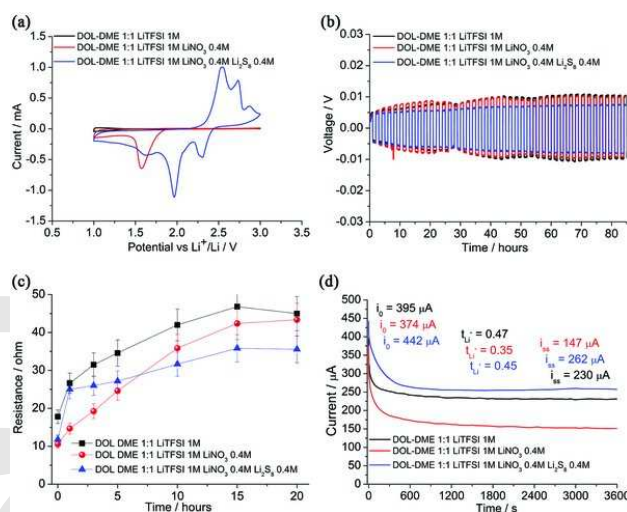 (a)
DOL-DME 1:1 LiTFSI 1M
DOL-DME 1:1 LiTFSI 1M LiNO3 0.4M
DOL-DME 1:1 LiTFSI 1M LiNO3 0.4M Li2S8 0.4M
Current / mA
1.5
1.0
0.5
0.0
-0.5
-1.0
-1.5
0.5 1.0 1.5 2.0 2.5 3.0 3.5
Potential vs Li+/Li / V
(b)
DOL-DME 1:1 LiTFSI 1M
DOL-DME 1:1 LiTFSI 1M LiNO3 0.4M
DOL-DME 1:1 LiTFSI 1M LiNO3 0.4M Li2S8 0.4M
Voltage / V
0.03
0.02
0.01
0.00
-0.01
-0.02
-0.03
0 10 20 30 40 50 60 70 80
Time / hours
(c)
Resistance / ohm
50
40
30
20
10
0
DOL DME 1:1 LiTFSI 1M
DOL DME 1:1 LiTFSI 1M LiNO3 0.4M
DOL DME 1:1 LiTFSI 1M LiNO3 0.4M Li2S8 0.4M
0 5 10 15 20
Time / hours
(d)
Current / µA
450
400
350
300
250
200
150
100
50
0
i0 = 395 µA
i0 = 374 µA
i0 = 442 µA
tLi+ = 0.47
tLi+ = 0.35
tLi+ = 0.45
iss = 147 µA
iss = 262 µA
iss = 230 µA
DOL-DME 1:1 LiTFSI 1M
DOL-DME 1:1 LiTFSI 1M LiNO3 0.4M
DOL-DME 1:1 LiTFSI 1M LiNO3 0.4M Li2S8 0.4M
0 600 1200 1800 2400 3000 3600
Time / s